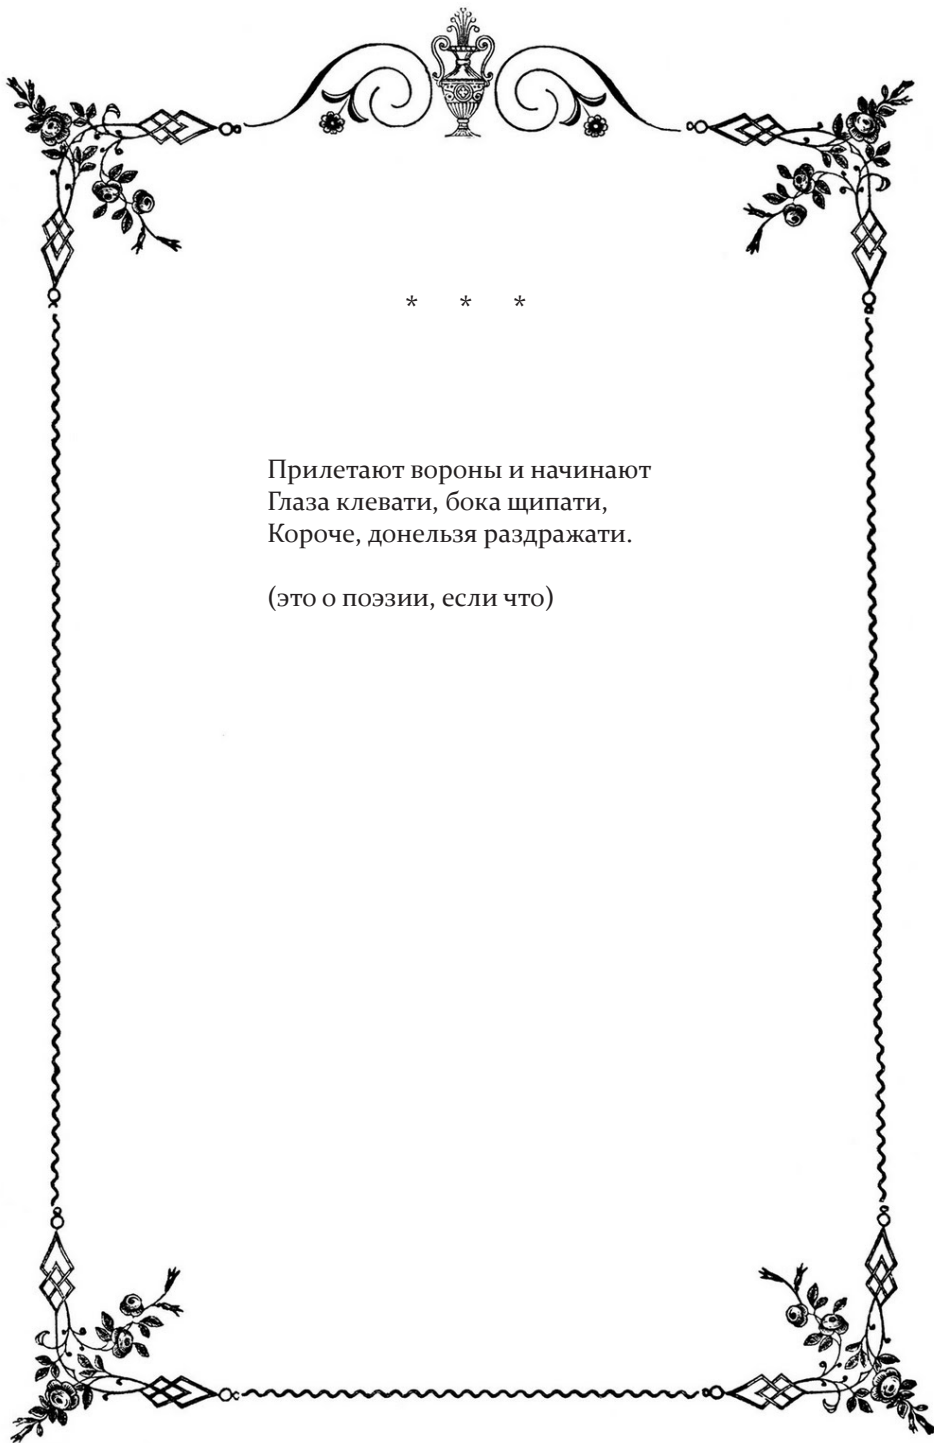 * * *
Прилетают вороны и начинают
Глаза клевати, бока щипати,
Короче, донельзя раздражати.
(это о поэзии, если что)